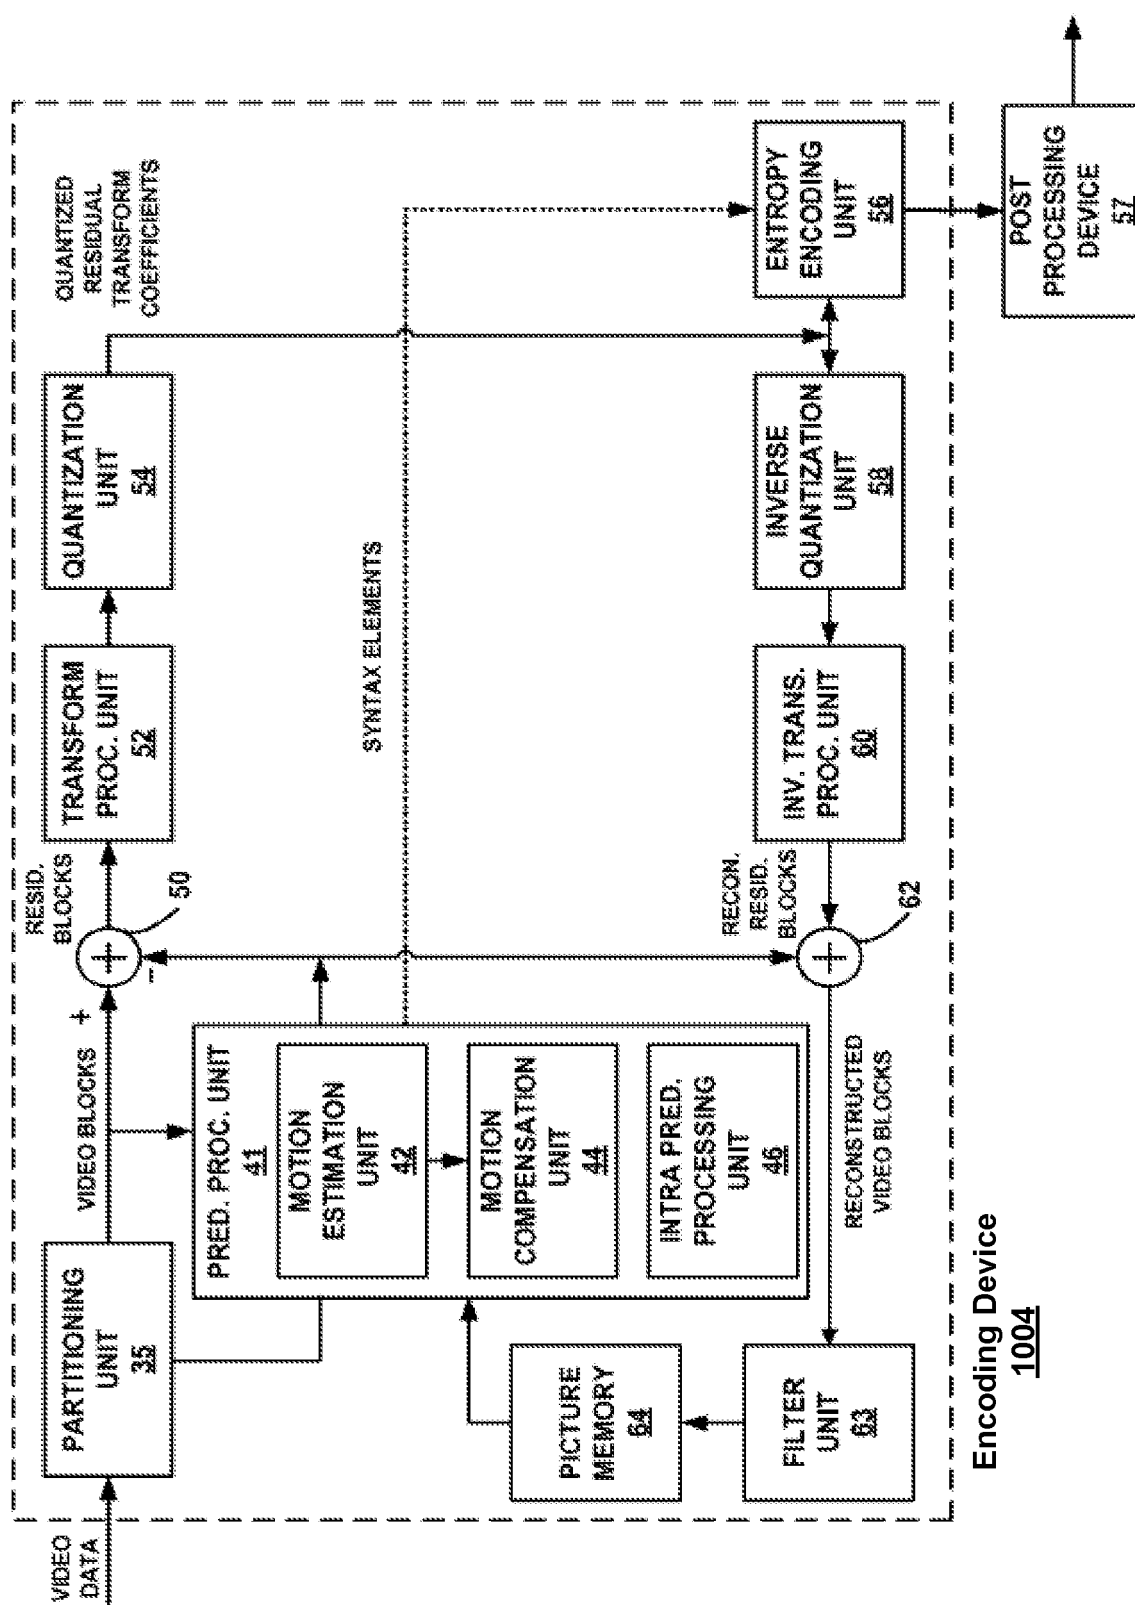 VIDEO
DATA
PARTITIONING
UNIT
35
VIDEO BLOCKS
+
-
50
RESID.
BLOCKS
TRANSFORM
PROC. UNIT
52
QUANTIZATION
UNIT
54
QUANTIZED
RESIDUAL
TRANSFORM
COEFFICIENTS
PRED. PROC. UNIT
41
MOTION
ESTIMATION
UNIT
42
MOTION
COMPENSATION
UNIT
44
INTRA PRED.
PROCESSING
UNIT
46
SYNTAX ELEMENTS
PICTURE
MEMORY
64
FILTER
UNIT
63
RECONSTRUCTED
VIDEO BLOCKS
62
RECON.
RESID.
BLOCKS
INV. TRANS.
PROC. UNIT
60
INVERSE
QUANTIZATION
UNIT
58
ENTROPY
ENCODING
UNIT
56
POST
PROCESSING
DEVICE
57
Encoding Device
1004